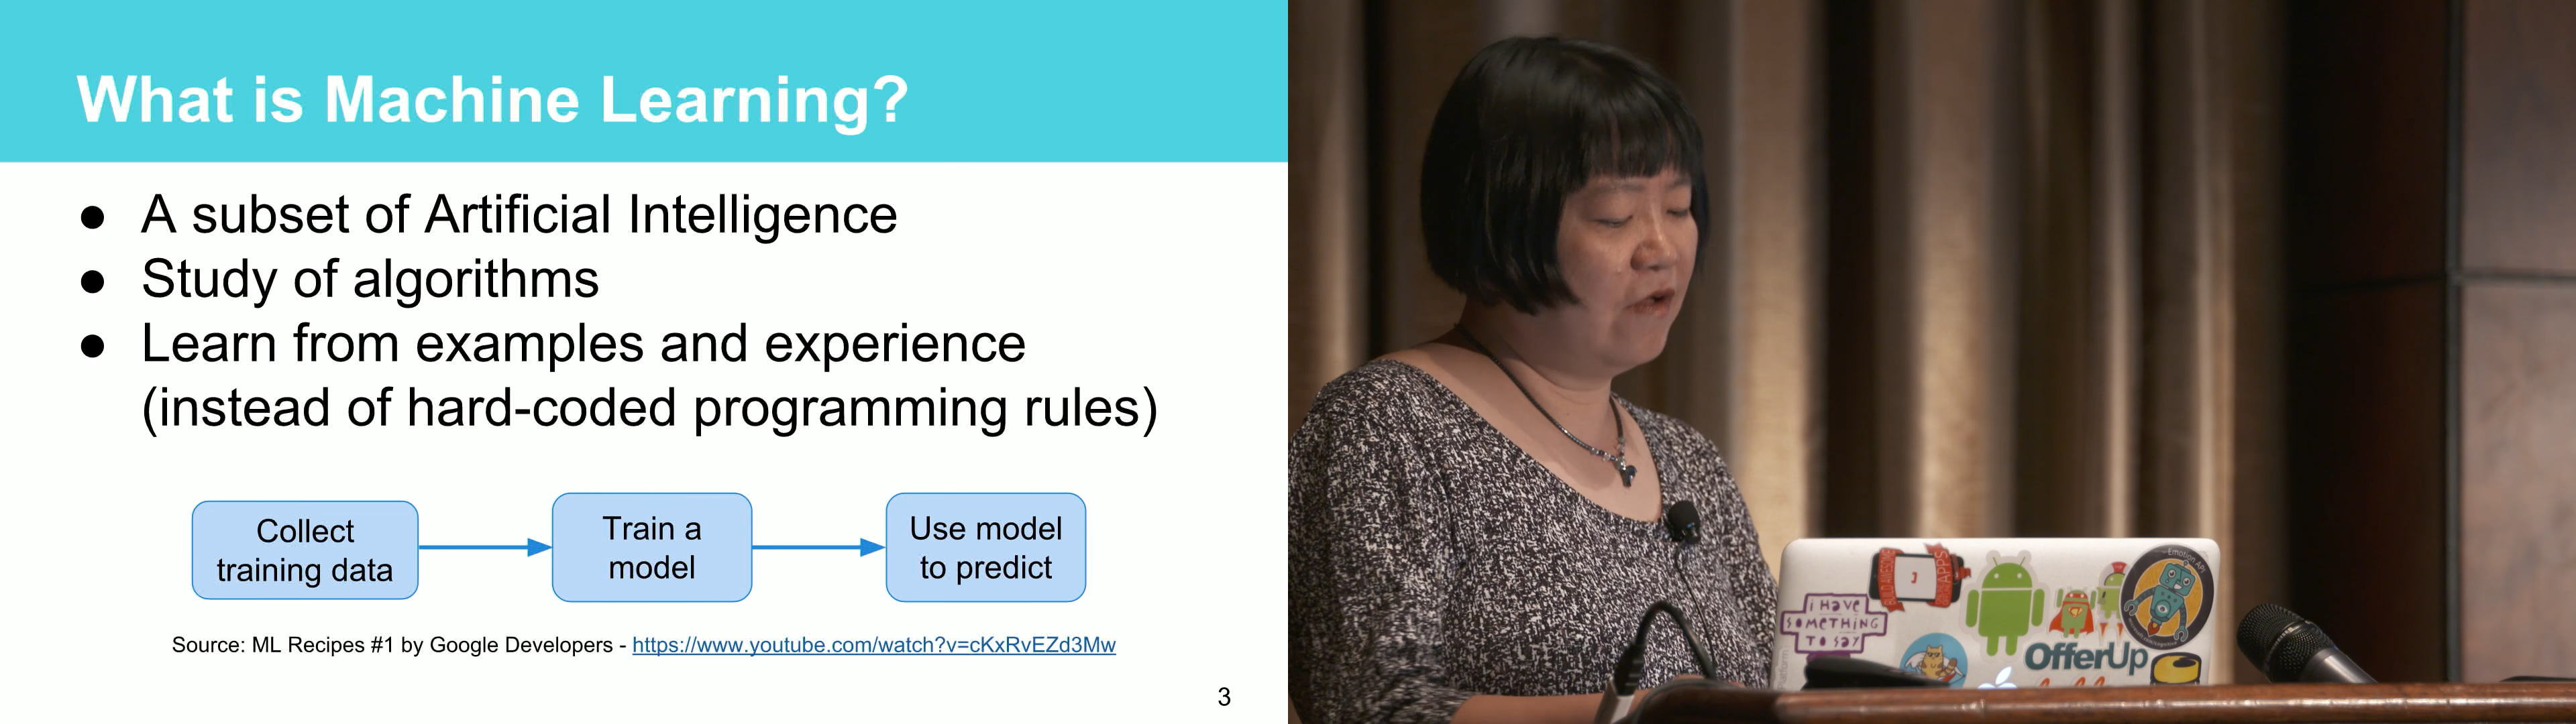 What is Machine Learning?
● A subset of Artificial Intelligence
● Study of algorithms
● Learn from examples and experience
(instead of hard-coded programming rules)
Collect
training data
Train a
model
Use model
to predict
Source: ML Recipes #1 by Google Developers - https://www.youtube.com/watch?v=cKxRvEZd3Mw
3
i HAVE
SOMETHING
TO SAY
Emotion API
OfferUp